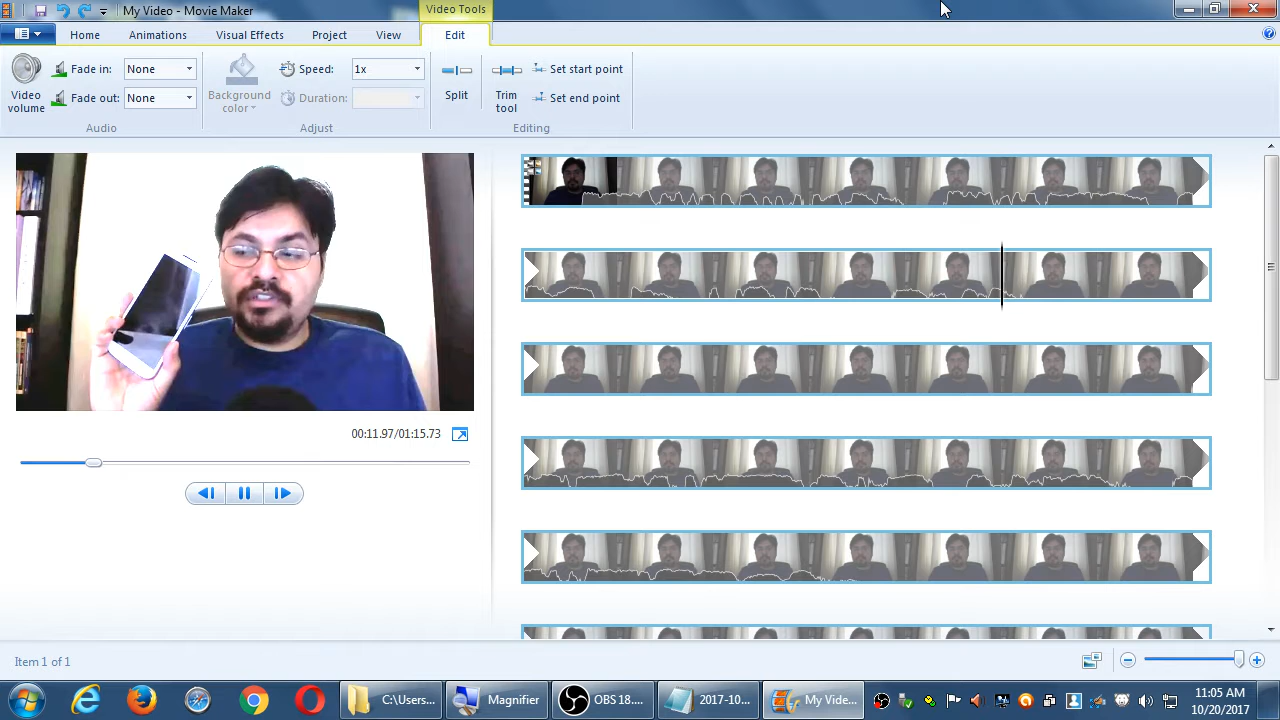 My Video - Movie Maker
Video Tools
Home
Animations
Visual Effects
Project
View
Edit
Video volume
Fade in: None
Fade out: None
Audio
Background color
Speed: 1x
Duration:
Adjust
Split
Trim tool
Set start point
Set end point
Editing
00:11.97/01:15.73
Item 1 of 1
C:\Users...
Magnifier
OBS 18....
2017-10...
My Vide...
11:05 AM
10/20/2017